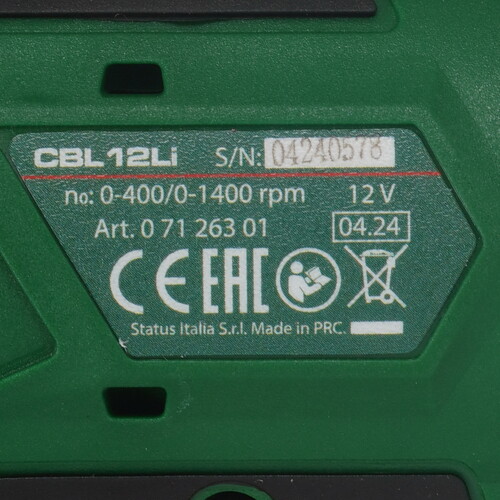 CBL12Li S/N: 04240578
no: 0-400/0-1400 rpm 12 V
Art. 0 71 263 01 04.24
CE EAC
Status Italia S.r.l. Made in PRC.